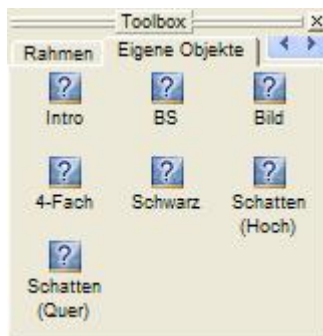 Toolbox
Rahmen Eigene Objekte
Intro BS Bild
4-Fach Schwarz Schatten
(Hoch)
Schatten
(Quer)